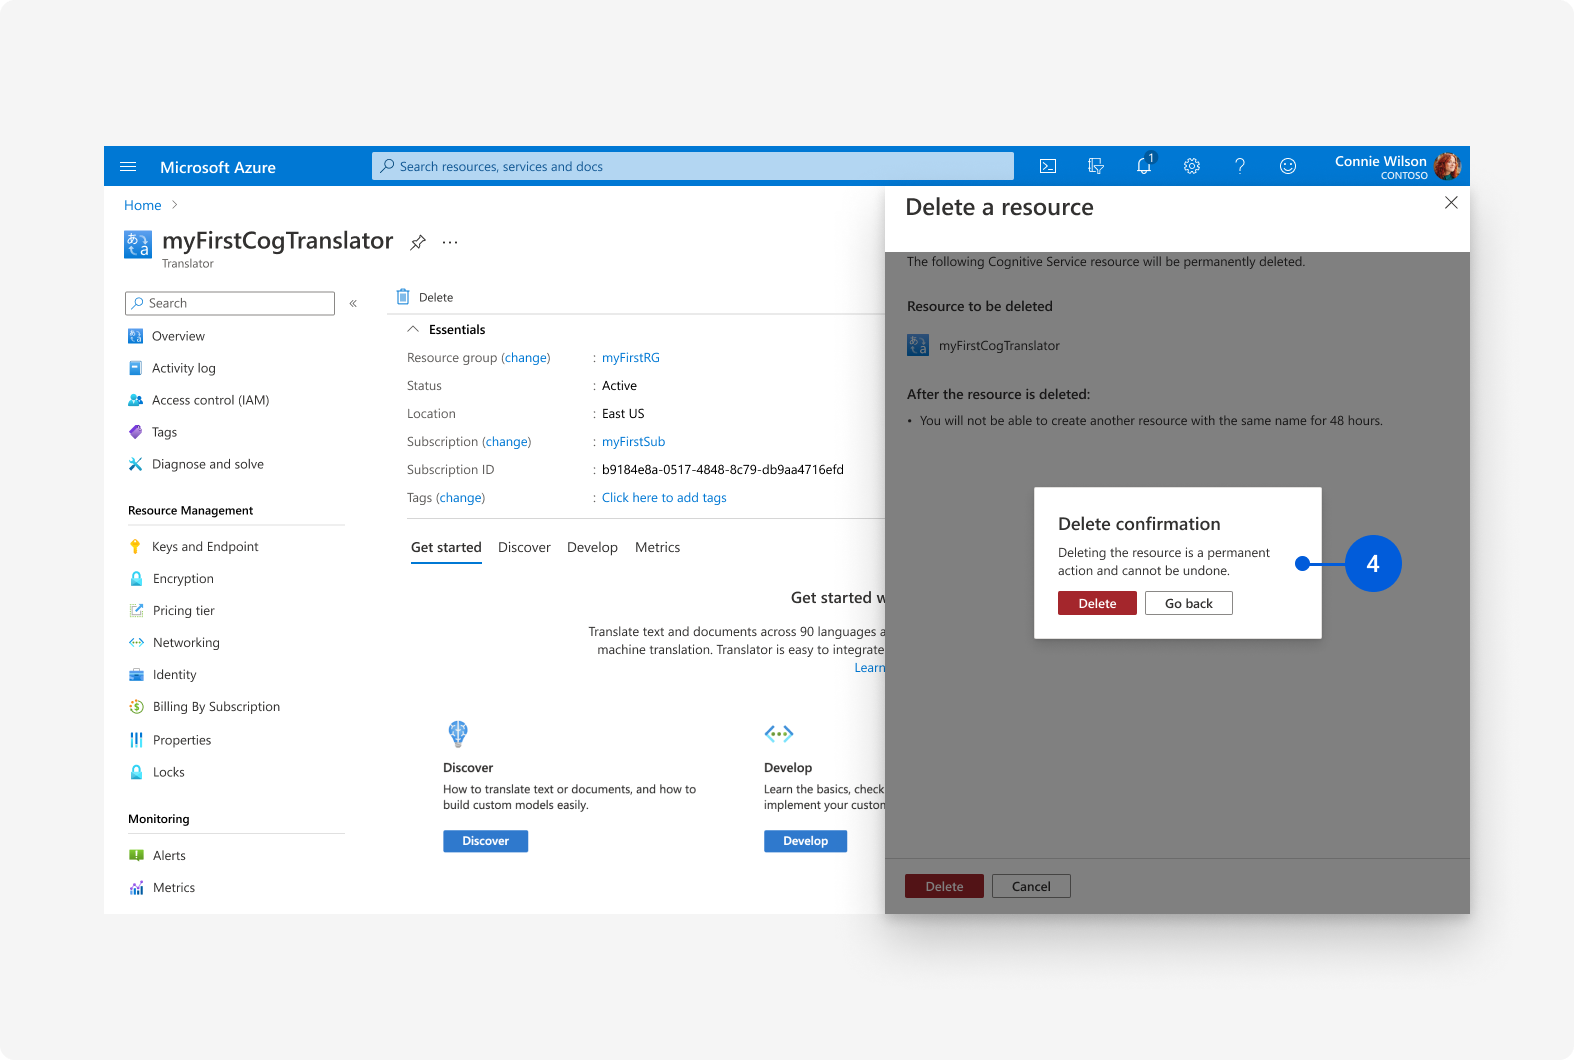 Microsoft Azure
Search resources, services and docs
1
Connie Wilson
CONTOSO
Home
myFirstCogTranslator
Translator
Search
Overview
Activity log
Access control (IAM)
Tags
Diagnose and solve
Resource Management
Keys and Endpoint
Encryption
Pricing tier
Networking
Identity
Billing By Subscription
Properties
Locks
Monitoring
Alerts
Metrics
Delete
Essentials
Resource group (change) : myFirstRG
Status : Active
Location : East US
Subscription (change) : myFirstSub
Subscription ID : b9184e8a-0517-4848-8c79-db9aa4716efd
Tags (change) : Click here to add tags
Get started Discover Develop Metrics
Get started w
Translate text and documents across 90 languages a
machine translation. Translator is easy to integrate
Learn
Discover
How to translate text or documents, and how to
build custom models easily.
Discover
Develop
Learn the basics, check
implement your custon
Develop
Delete a resource
The following Cognitive Service resource will be permanently deleted.
Resource to be deleted
myFirstCogTranslator
After the resource is deleted:
• You will not be able to create another resource with the same name for 48 hours.
Delete confirmation
Deleting the resource is a permanent
action and cannot be undone.
Delete Go back
4
Delete Cancel